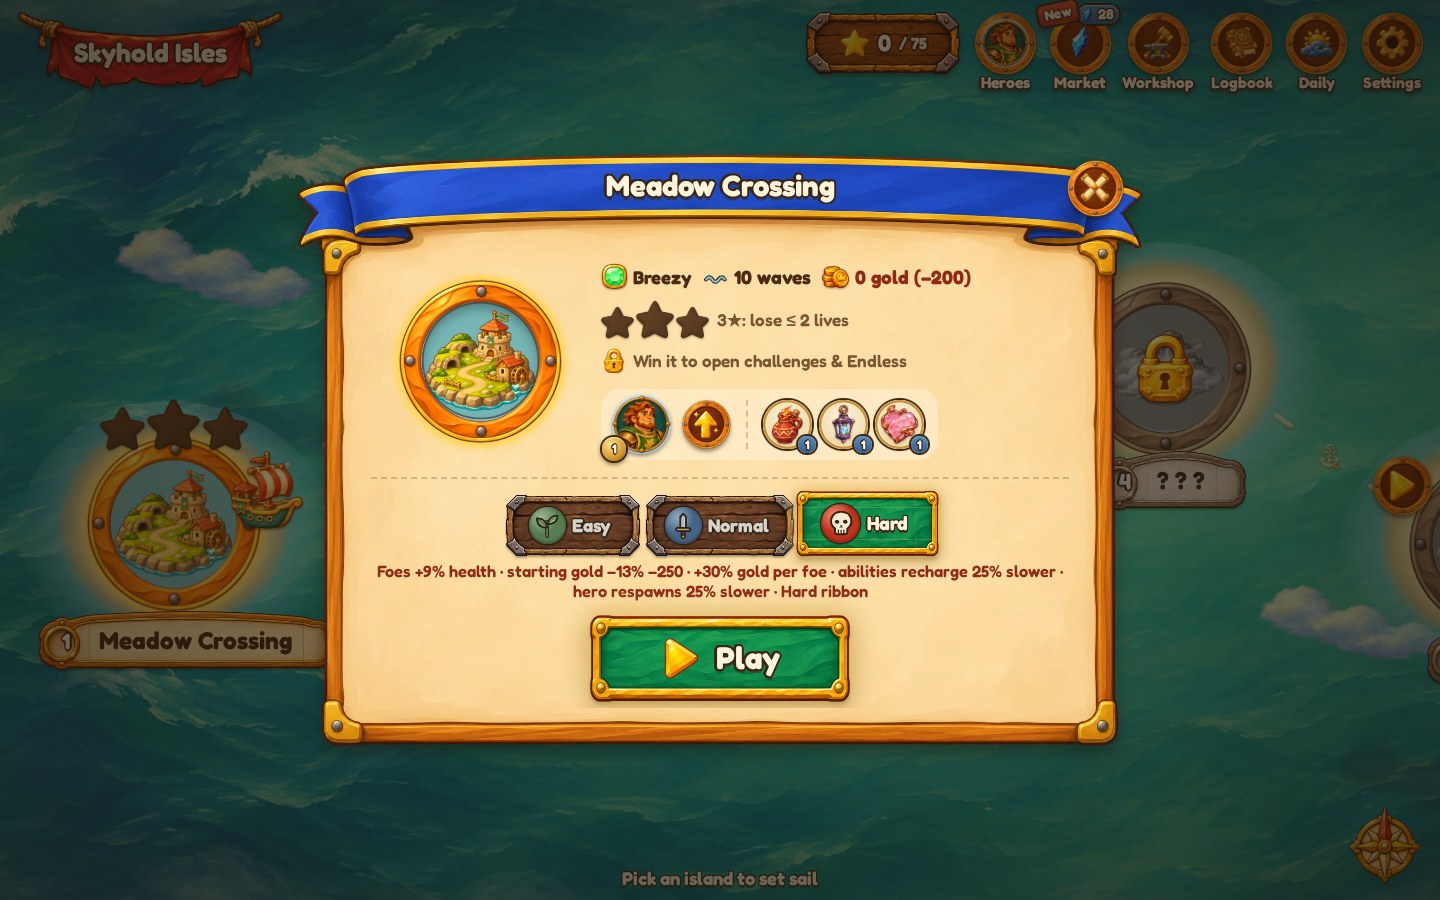 Skyhold Isles
0 / 75
New
28
Heroes
Market
Workshop
Logbook
Daily
Settings
Meadow Crossing
Breezy
10 waves
0 gold (–200)
3★: lose ≤ 2 lives
Win it to open challenges & Endless
1
1
1
1
Easy
Normal
Hard
Foes +9% health · starting gold –13% –250 · +30% gold per foe · abilities recharge 25% slower ·
hero respawns 25% slower · Hard ribbon
Play
1
Meadow Crossing
4
???
Pick an island to set sail